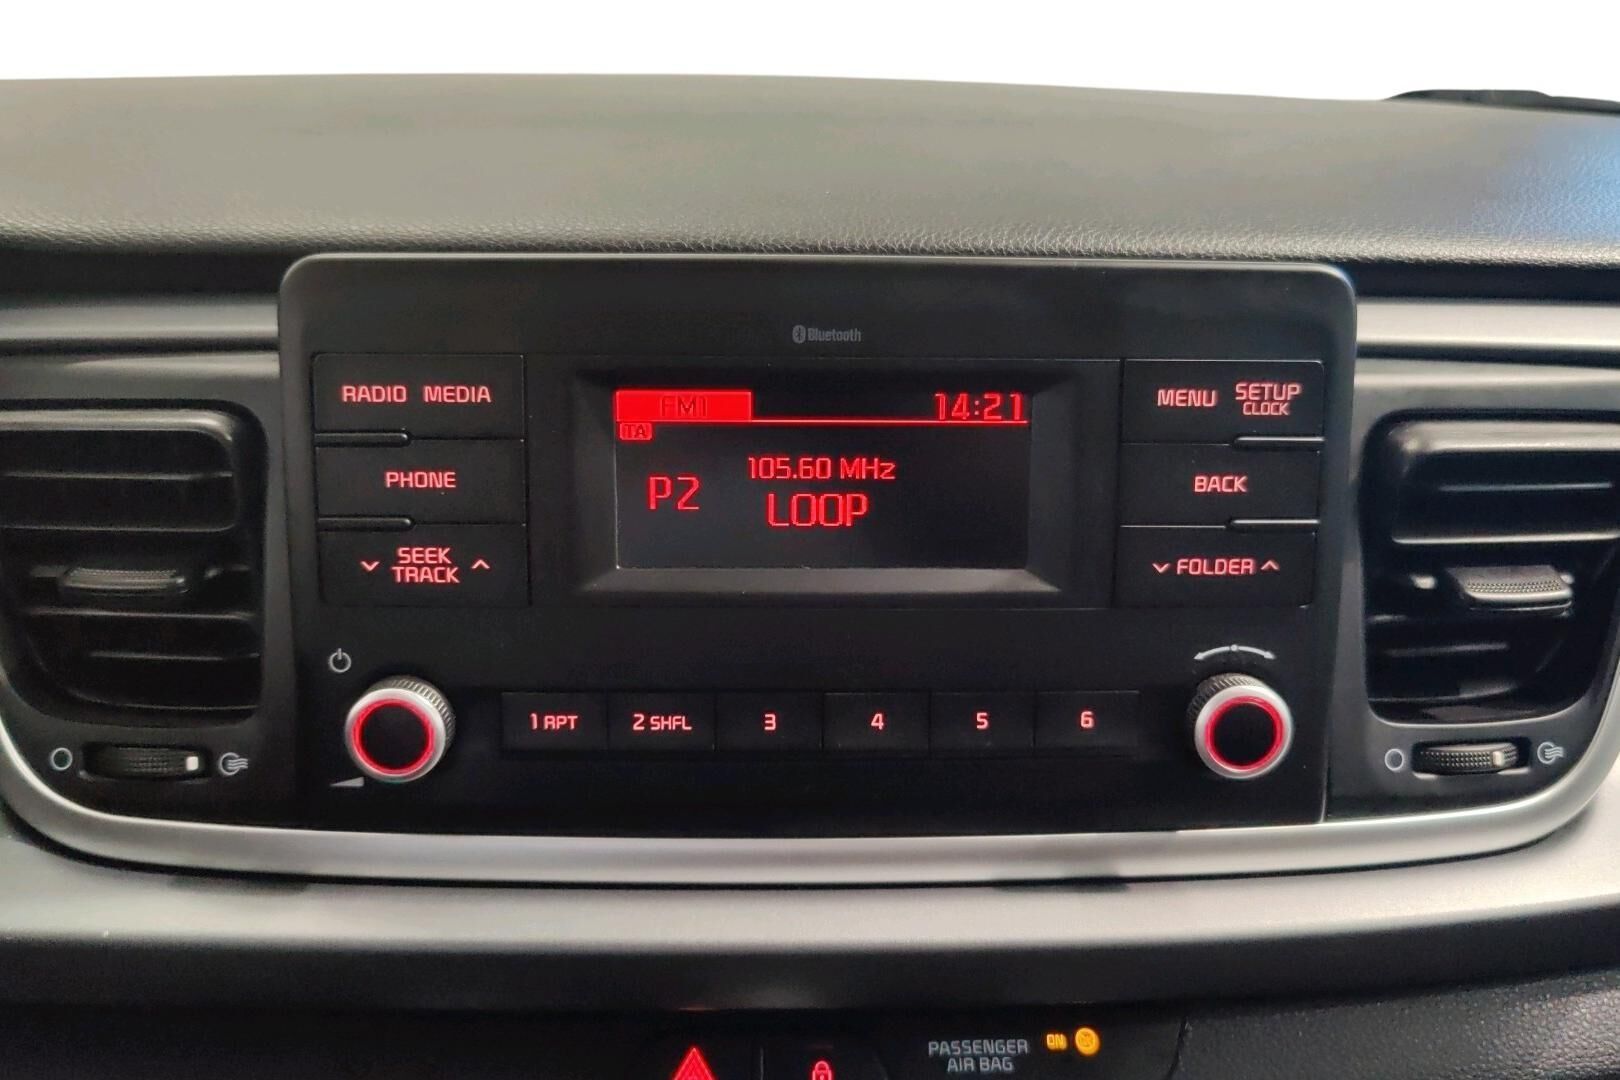 Bluetooth
RADIO MEDIA
PHONE
SEEK
TRACK
FM1 14:21
TA
105.60 MHz
P2 LOOP
MENU SETUP
CLOCK
BACK
FOLDER
1 RPT 2 SHFL 3 4 5 6
PASSENGER
AIR BAG
ON